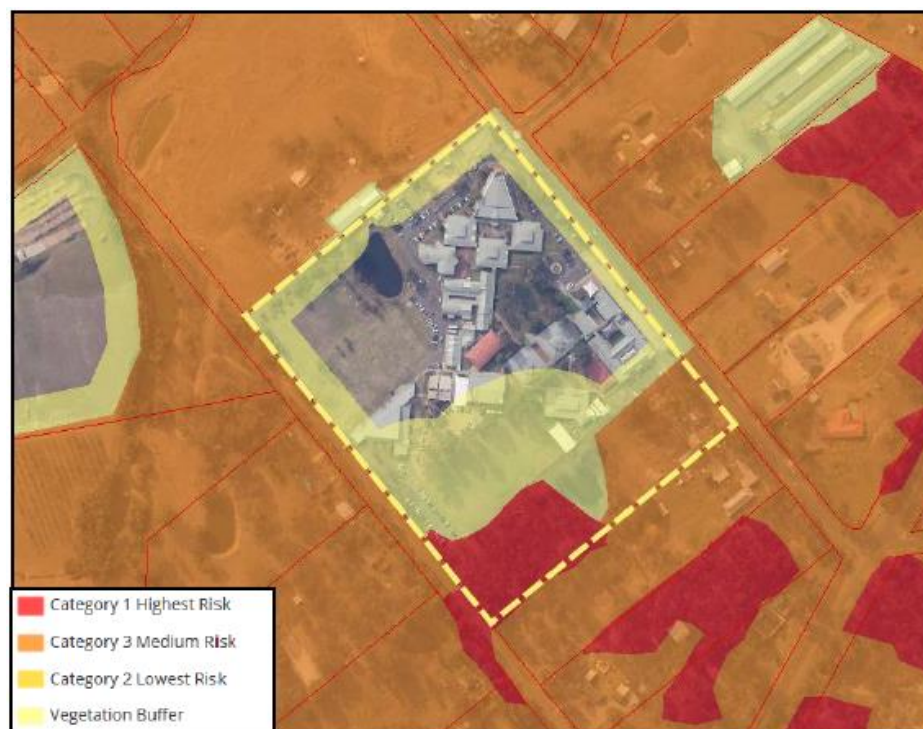 Category 1 Highest Risk
Category 3 Medium Risk
Category 2 Lowest Risk
Vegetation Buffer